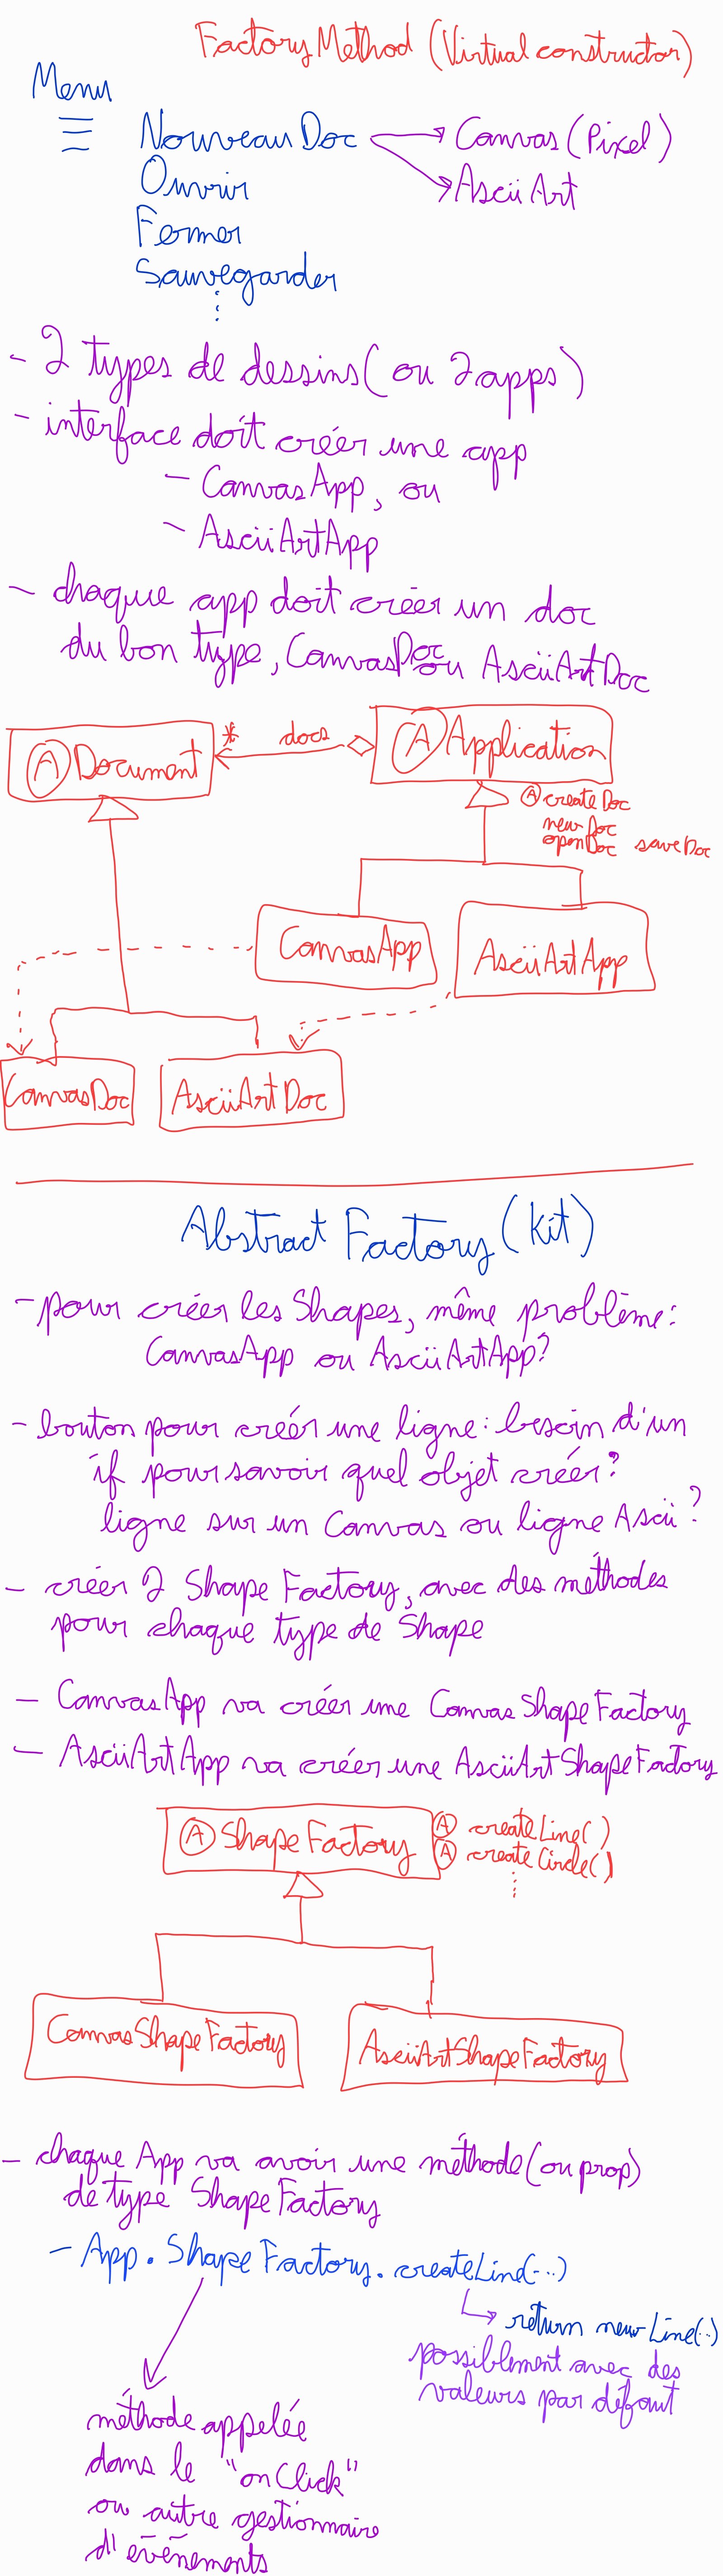 Factory Method (Virtual constructor)
Menu
Nouveau Doc
Canvas (Pixel)
Ascii Art
Ouvrir
Fermer
Sauvegarder
- 2 types de dessins (ou 2 apps)
- interface doit créer une app
- Canvas App, ou
- AsciiArtApp
- chaque app doit créer un doc
du bon type, CanvasDoc ou AsciiArtDoc
A Document
*
docs
A Application
A createDoc
newDoc
openDoc saveDoc
CanvasApp
AsciiArtApp
CanvasDoc
AsciiArtDoc
Abstract Factory (Kit)
- pour créer les Shapes, même problème:
CanvasApp ou AsciiArtApp?
- bouton pour créér une ligne: besoin d'un
if pour savoir quel objet créer?
ligne sur un Canvas ou ligne Ascii?
- créer 2 Shape Factory, avec des méthodes
pour chaque type de Shape
- CanvasApp va créer une CanvasShapeFactory
- AsciiArtApp va créer une AsciiArtShapeFactory
A ShapeFactory
A createLine()
A createCircle()
CanvasShapeFactory
AsciiArtShapeFactory
- chaque App va avoir une méthode (ou prop)
de type ShapeFactory
- App. ShapeFactory. createLine(...)
return new Line(..)
possiblement avec des
valeurs par défaut
méthode appelée
dans le "onClick"
ou autre gestionnaire
d'événements